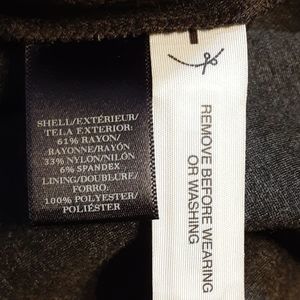 SHELL/EXTÉRIEUR/
TELA EXTERIOR:
61% RAYON/
RAYONNE/RAYÓN
33% NYLON/NILÓN
6% SPANDEX
LINING/DOUBLURE/
FORRO:
100% POLYESTER/
POLIÉSTER
REMOVE BEFORE WEARING
OR WASHING